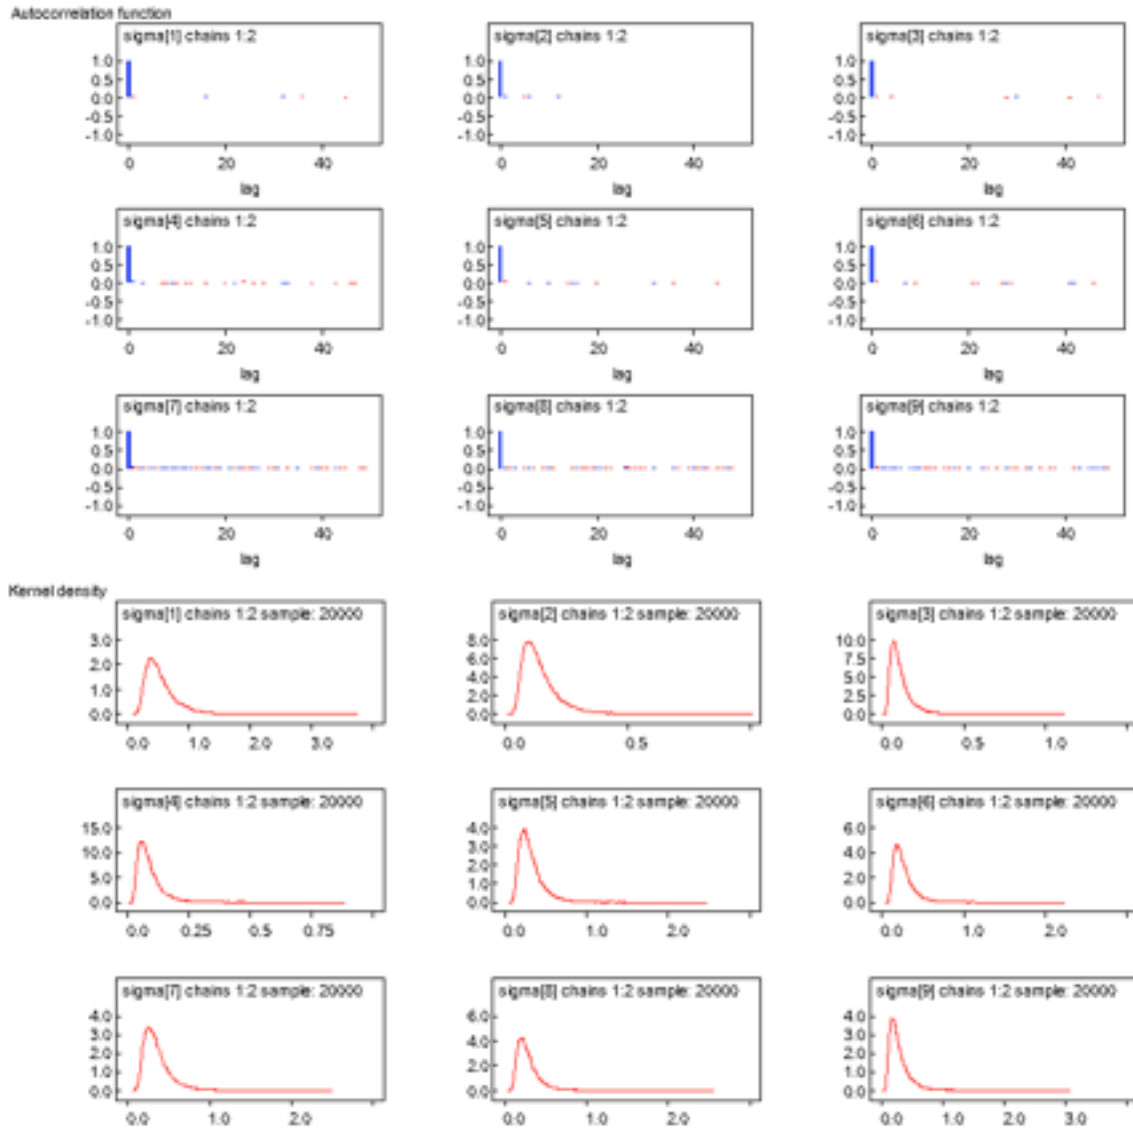 Autocorrelation function
sigma[1] chains 1:2
sigma[2] chains 1:2
sigma[3] chains 1:2
1.0
0.5
0.0
-0.5
-1.0
1.0
0.5
0.0
-0.5
-1.0
1.0
0.5
0.0
-0.5
-1.0
0 20 40
0 20 40
0 20 40
lag
lag
lag
sigma[4] chains 1:2
sigma[5] chains 1:2
sigma[6] chains 1:2
1.0
0.5
0.0
-0.5
-1.0
1.0
0.5
0.0
-0.5
-1.0
1.0
0.5
0.0
-0.5
-1.0
0 20 40
0 20 40
0 20 40
lag
lag
lag
sigma[7] chains 1:2
sigma[8] chains 1:2
sigma[9] chains 1:2
1.0
0.5
0.0
-0.5
-1.0
1.0
0.5
0.0
-0.5
-1.0
1.0
0.5
0.0
-0.5
-1.0
0 20 40
0 20 40
0 20 40
lag
lag
lag
Kernel density
sigma[1] chains 1:2 sample: 20000
sigma[2] chains 1:2 sample: 20000
sigma[3] chains 1:2 sample: 20000
3.0
2.0
1.0
0.0
8.0
6.0
4.0
2.0
0.0
10.0
7.5
5.0
2.5
0.0
0.0 1.0 2.0 3.0
0.0 0.5
0.0 0.5 1.0
sigma[4] chains 1:2 sample: 20000
sigma[5] chains 1:2 sample: 20000
sigma[6] chains 1:2 sample: 20000
15.0
10.0
5.0
0.0
4.0
3.0
2.0
1.0
0.0
6.0
4.0
2.0
0.0
0.0 0.25 0.5 0.75
0.0 1.0 2.0
0.0 1.0 2.0
sigma[7] chains 1:2 sample: 20000
sigma[8] chains 1:2 sample: 20000
sigma[9] chains 1:2 sample: 20000
4.0
3.0
2.0
1.0
0.0
6.0
4.0
2.0
0.0
4.0
3.0
2.0
1.0
0.0
0.0 1.0 2.0
0.0 1.0 2.0
0.0 1.0 2.0 3.0